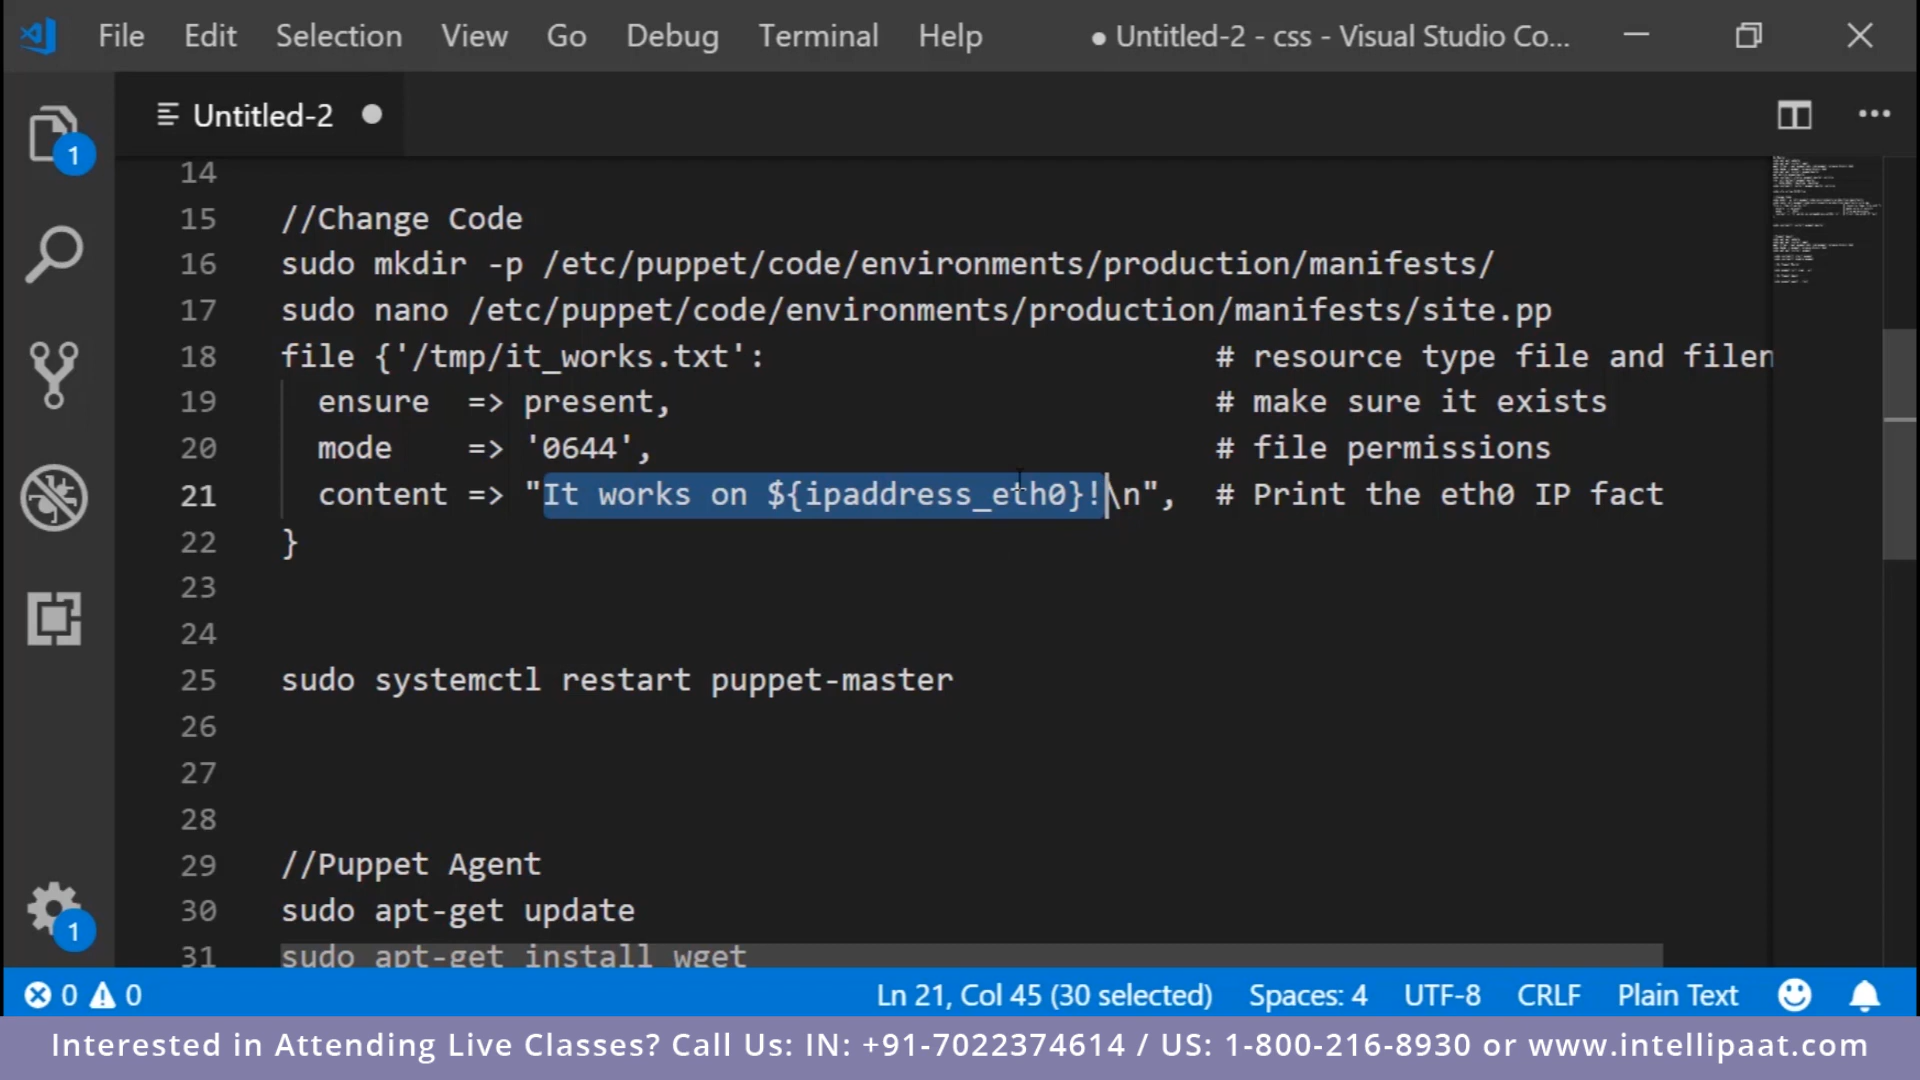 File Edit Selection View Go Debug Terminal Help ● Untitled-2 - css - Visual Studio Co...
Untitled-2
1
14
15 //Change Code
16 sudo mkdir -p /etc/puppet/code/environments/production/manifests/
17 sudo nano /etc/puppet/code/environments/production/manifests/site.pp
18 file {'/tmp/it_works.txt': # resource type file and filen
19 ensure => present, # make sure it exists
20 mode => '0644', # file permissions
21 content => "It works on ${ipaddress_eth0}!\n", # Print the eth0 IP fact
22 }
23
24
25 sudo systemctl restart puppet-master
26
27
28
29 //Puppet Agent
30 sudo apt-get update
31 sudo apt-get install wget
1
0 0 Ln 21, Col 45 (30 selected) Spaces: 4 UTF-8 CRLF Plain Text
Interested in Attending Live Classes? Call Us: IN: +91-7022374614 / US: 1-800-216-8930 or www.intellipaat.com